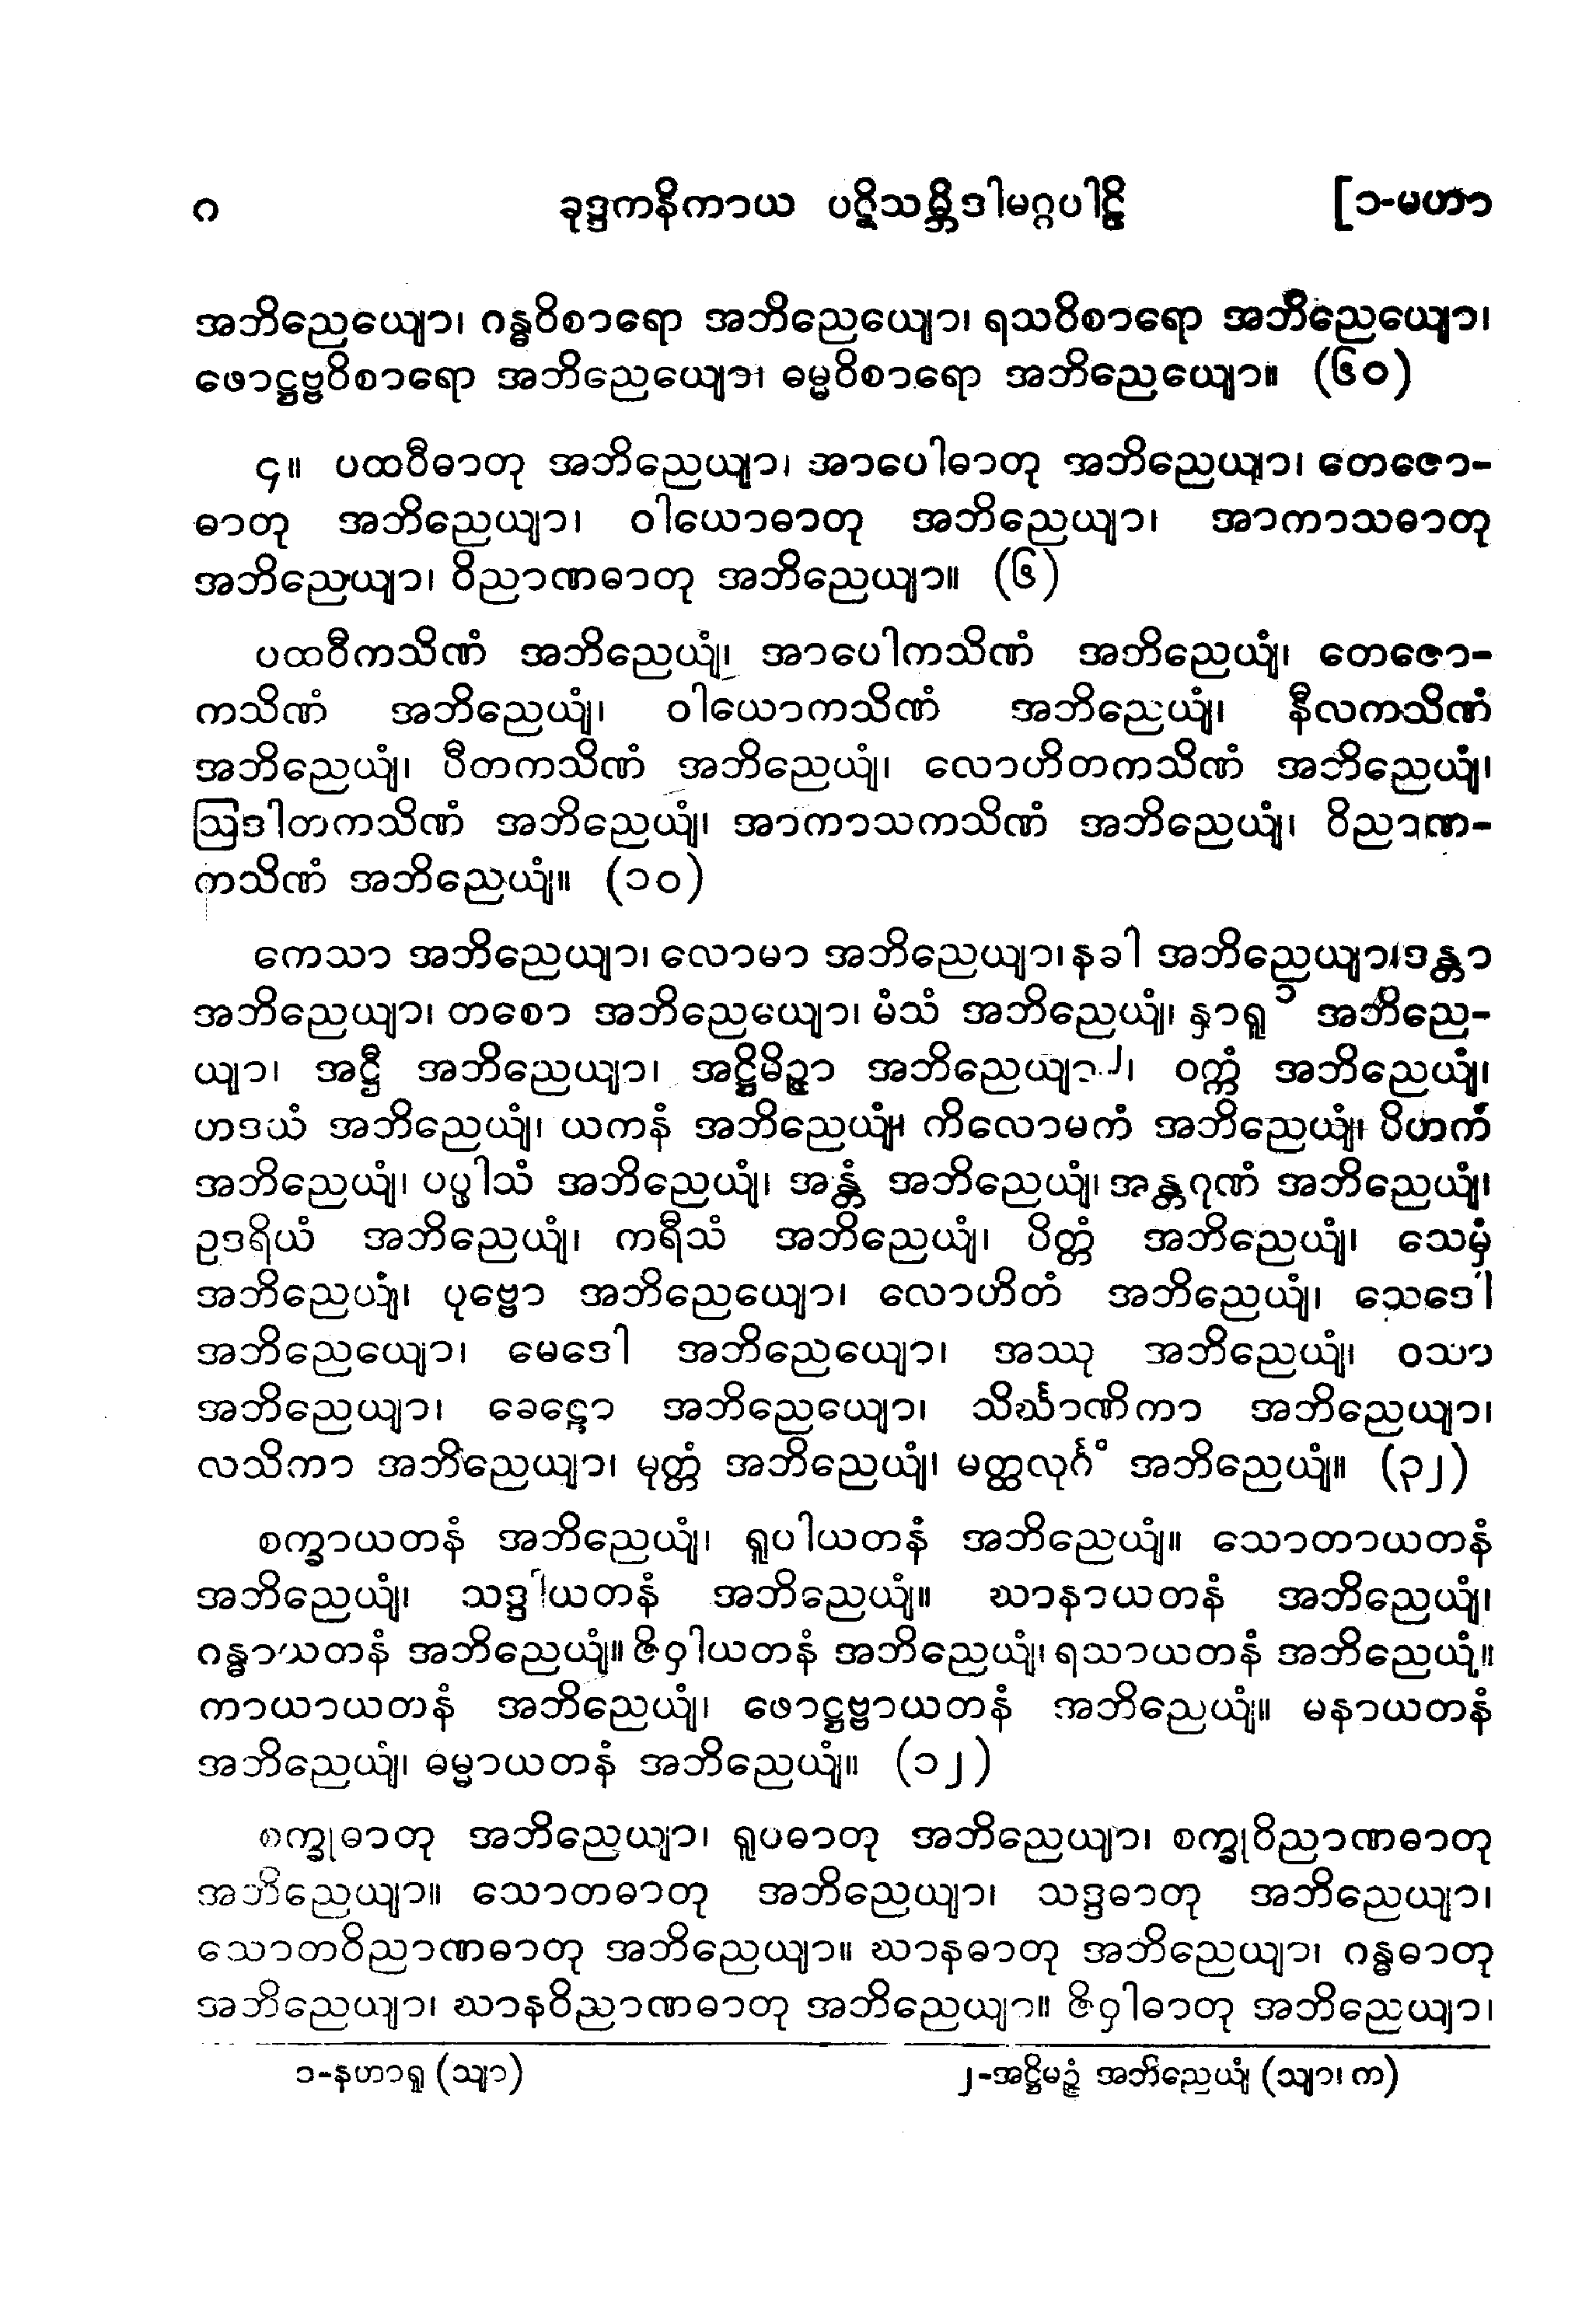 ၈ ခုဒ္ဒကနိကာယ ပဋိသမ္ဘိဒါမဂ္ဂပါဠိ [၁-မဟာ
အဘိညေယျော၊ ဂန္ဓဝိစာရော အဘိညေယျော၊ ရသဝိစာရော အဘိညေယျော၊
ဖောဋ္ဌဗ္ဗဝိစာရော အဘိညေယျော၊ ဓမ္မဝိစာရော အဘိညေယျော။ (၆၀)
၄။ ပထဝီဓာတု အဘိညေယျာ၊ အာပေါဓာတု အဘိညေယျာ၊ တေဇော-
ဓာတု အဘိညေယျာ၊ ဝါယောဓာတု အဘိညေယျာ၊ အာကာသဓာတု
အဘိညေယျာ၊ ဝိညာဏဓာတု အဘိညေယျာ။ (၆)
ပထဝီကသိဏံ အဘိညေယျံ၊ အာပေါကသိဏံ အဘိညေယျံ၊ တေဇော-
ကသိဏံ အဘိညေယျံ၊ ဝါယောကသိဏံ အဘိညေယျံ၊ နီလကသိဏံ
အဘိညေယျံ၊ ပီတကသိဏံ အဘိညေယျံ၊ လောဟိတကသိဏံ အဘိညေယျံ၊
ဩဒါတကသိဏံ အဘိညေယျံ၊ အာကာသကသိဏံ အဘိညေယျံ၊ ဝိညာဏ-
ကသိဏံ အဘိညေယျံ။ (၁၀)
ကေသာ အဘိညေယျာ၊ လောမာ အဘိညေယျာ၊ နခါ အဘိညေယျာ၊ ဒန္တာ
အဘိညေယျာ၊ တစော အဘိညေယျော၊ မံသံ အဘိညေယျံ၊ နှာရူ ၁ အဘိညေ-
ယျာ၊ အဋ္ဌီ အဘိညေယျာ၊ အဋ္ဌိမိဉ္ဇာ အဘိညေယျာ ၂၊ ဝက္ကံ အဘိညေယျံ၊
ဟဒယံ အဘိညေယျံ၊ ယကနံ အဘိညေယျံ၊ ကိလောမကံ အဘိညေယျံ၊ ပိဟကံ
အဘိညေယျံ၊ ပပ္ဖါသံ အဘိညေယျံ၊ အန္တံ အဘိညေယျံ၊ အန္တဂုဏံ အဘိညေယျံ၊
ဥဒရိယံ အဘိညေယျံ၊ ကရီသံ အဘိညေယျံ၊ ပိတ္တံ အဘိညေယျံ၊ သေမှံ
အဘိညေယျံ၊ ပုဗ္ဗော အဘိညေယျော၊ လောဟိတံ အဘိညေယျံ၊ သေဒေါ
အဘိညေယျော၊ မေဒေါ အဘိညေယျော၊ အဿု အဘိညေယျံ၊ ဝသာ
အဘိညေယျာ၊ ခေဠော အဘိညေယျော၊ သိင်္ဃာဏိကာ အဘိညေယျာ၊
လသိကာ အဘိညေယျာ၊ မုတ္တံ အဘိညေယျံ၊ မတ္ထလုင်္ဂံ အဘိညေယျံ။ (၃၂)
စက္ခာယတနံ အဘိညေယျံ၊ ရူပါယတနံ အဘိညေယျံ။ သောတာယတနံ
အဘိညေယျံ၊ သဒ္ဒါယတနံ အဘိညေယျံ။ ဃာနာယတနံ အဘိညေယျံ၊
ဂန္ဓာယတနံ အဘိညေယျံ။ ဇိဝှါယတနံ အဘိညေယျံ၊ ရသာယတနံ အဘိညေယျံ။
ကာယာယတနံ အဘိညေယျံ၊ ဖောဋ္ဌဗ္ဗာယတနံ အဘိညေယျံ။ မနာယတနံ
အဘိညေယျံ၊ ဓမ္မာယတနံ အဘိညေယျံ။ (၁၂)
စက္ခုဓာတု အဘိညေယျာ၊ ရူပဓာတု အဘိညေယျာ၊ စက္ခုဝိညာဏဓာတု
အဘိညေယျာ။ သောတဓာတု အဘိညေယျာ၊ သဒ္ဒဓာတု အဘိညေယျာ၊
သောတဝိညာဏဓာတု အဘိညေယျာ။ ဃာနဓာတု အဘိညေယျာ၊ ဂန္ဓဓာတု
အဘိညေယျာ၊ ဃာနဝိညာဏဓာတု အဘိညေယျာ။ ဇိဝှါဓာတု အဘိညေယျာ၊
၁-နဟာရူ (သျာ) ၂-အဋ္ဌိမဉ္ဇံ အဘိညေယျံ (သျာ၊ က)